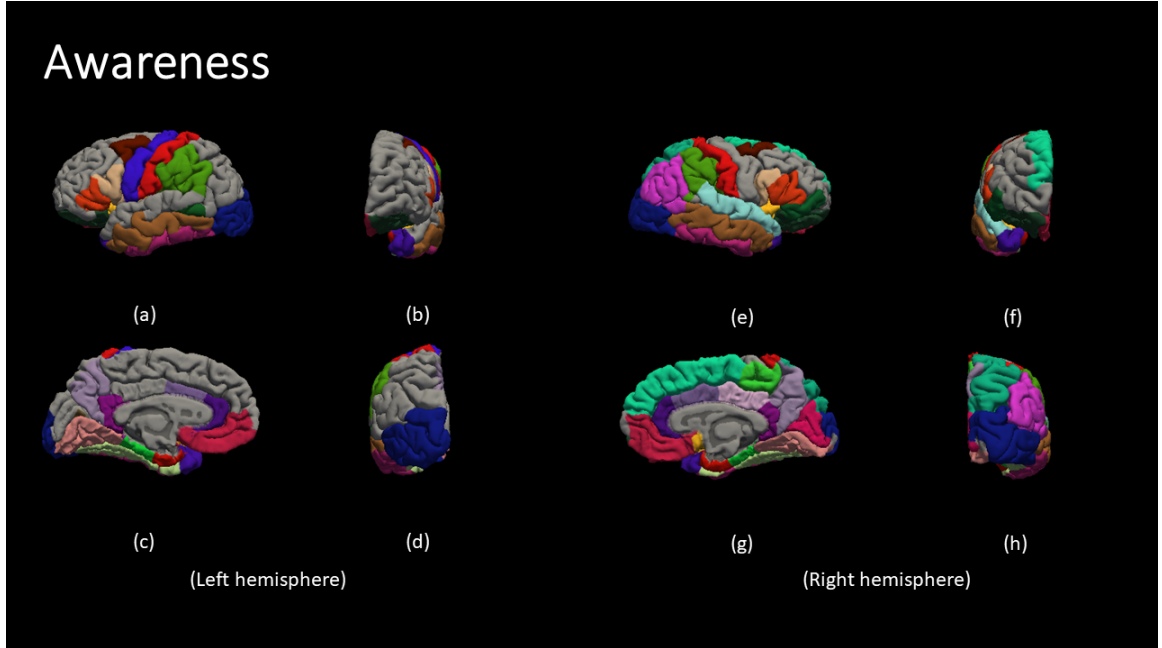 Awareness
(a)
(b)
(e)
(f)
(c)
(d)
(g)
(h)
(Left hemisphere)
(Right hemisphere)